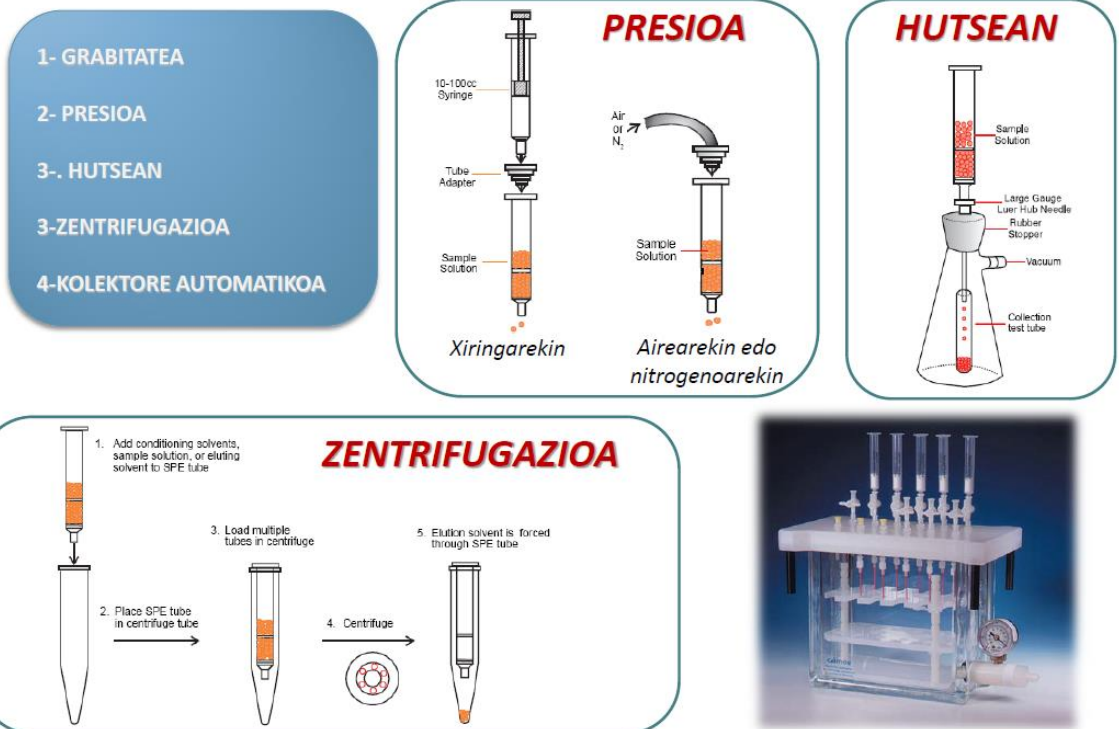 1- GRABITATEA
2- PRESIOA
3-. HUTSEAN
3-ZENTRIFUGAZIOA
4-KOLEKTORE AUTOMATIKOA
PRESIOA
10-100cc
Syringe
Tube
Adapter
Sample
Solution
Xiringarekin
Air
or
N₂
Sample
Solution
Airearekin edo
nitrogenoarekin
HUTSEAN
Sample
Solution
Large Gauge
Luer Hub Needle
Rubber
Stopper
Vacuum
Collection
test tube
ZENTRIFUGAZIOA
1. Add conditioning solvents,
sample solution, or eluting
solvent to SPE tube
2. Place SPE tube
in centrifuge tube
3. Load multiple
tubes in centrifuge
4. Centrifuge
5. Elution solvent is forced
through SPE tube